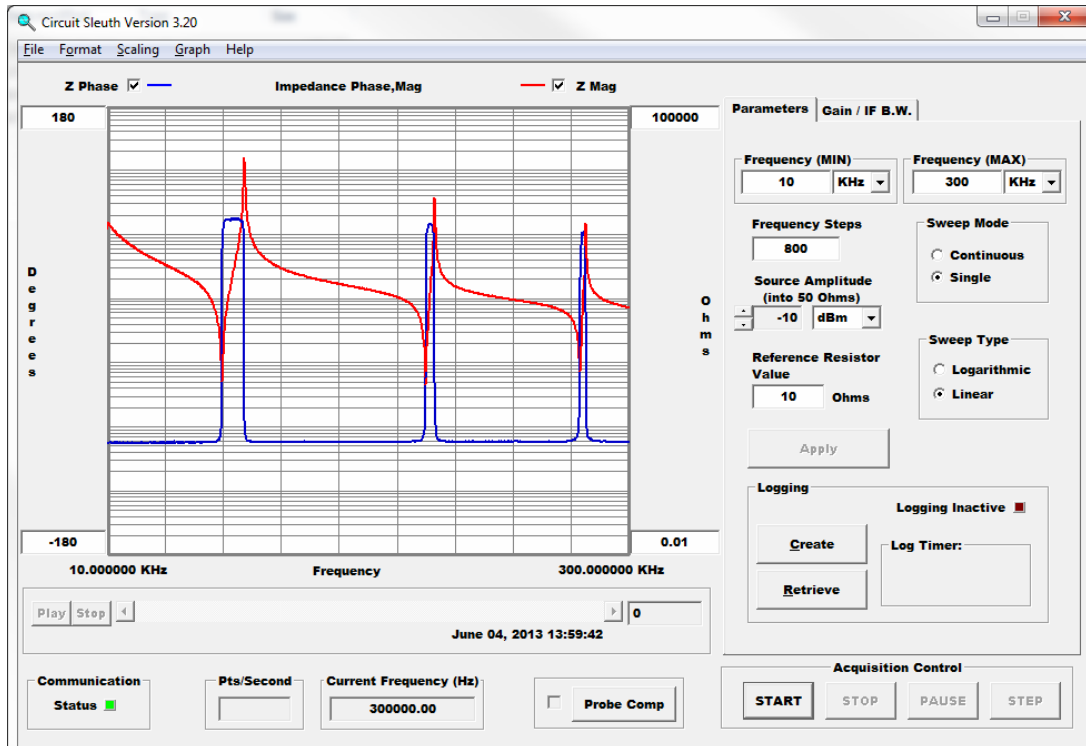 Circuit Sleuth Version 3.20
File Format Scaling Graph Help
Z Phase Impedance Phase,Mag Z Mag
180
100000
Degrees
Ohms
-180
0.01
10.000000 KHz Frequency 300.000000 KHz
Play Stop 0
June 04, 2013 13:59:42
Parameters Gain / IF B.W.
Frequency (MIN) Frequency (MAX)
10 KHz 300 KHz
Frequency Steps
800
Sweep Mode
Continuous
Single
Source Amplitude
(into 50 Ohms)
-10 dBm
Sweep Type
Logarithmic
Linear
Reference Resistor
Value
10 Ohms
Apply
Logging
Logging Inactive
Create
Log Timer:
Retrieve
Communication
Status
Pts/Second
Current Frequency (Hz)
300000.00
Probe Comp
Acquisition Control
START STOP PAUSE STEP